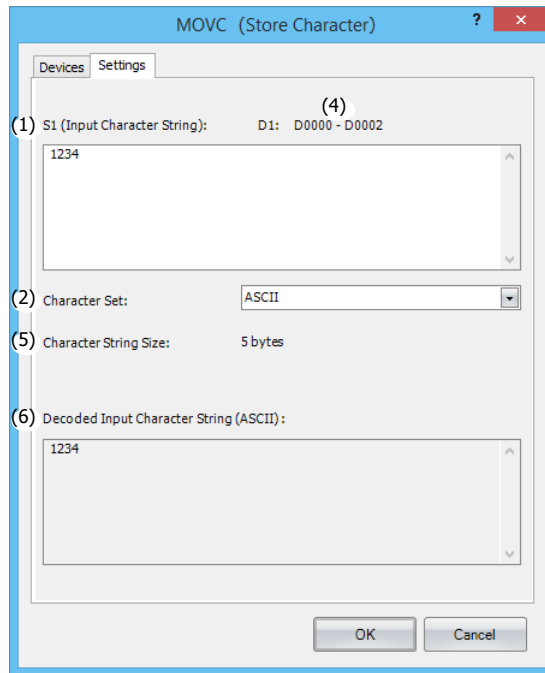 MOVC (Store Character) ? ×
Devices Settings
(4)
(1) S1 (Input Character String): D1: D0000 - D0002
1234
(2) Character Set: ASCII
(5) Character String Size: 5 bytes
(6) Decoded Input Character String (ASCII) :
1234
OK Cancel